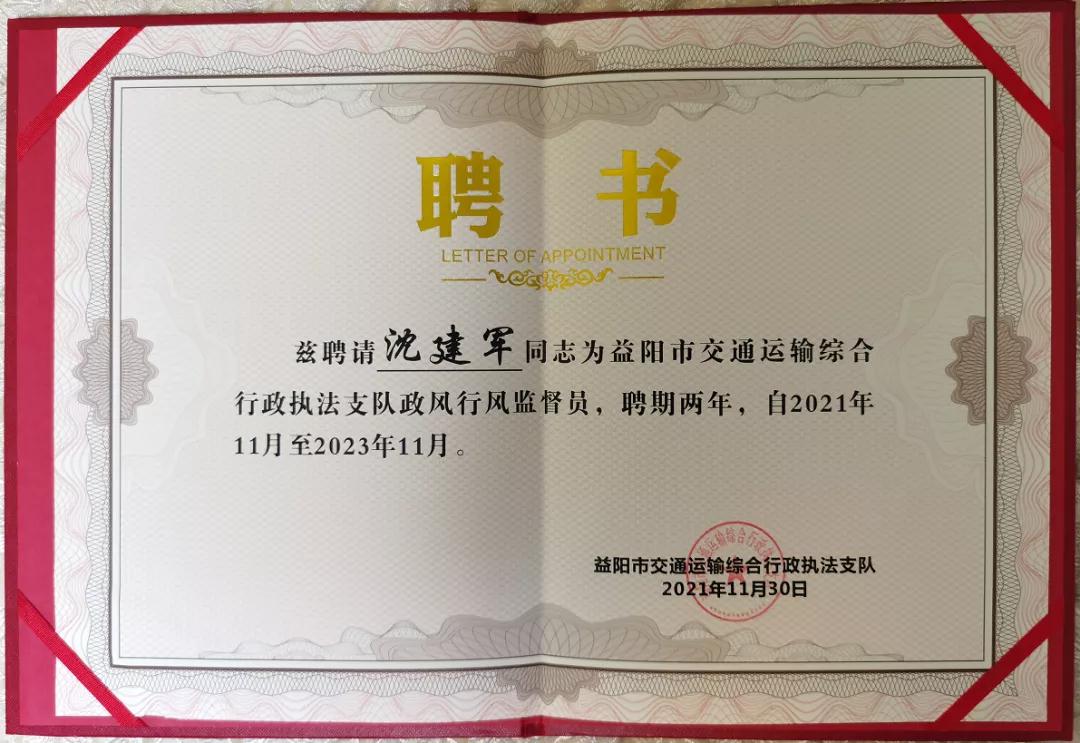 聘 书
LETTER OF APPOINTMENT
兹聘请沈建军同志为益阳市交通运输综合
行政执法支队政风行风监督员，聘期两年，自2021年
11月至2023年11月。
益阳市交通运输综合行政执法支队
2021年11月30日